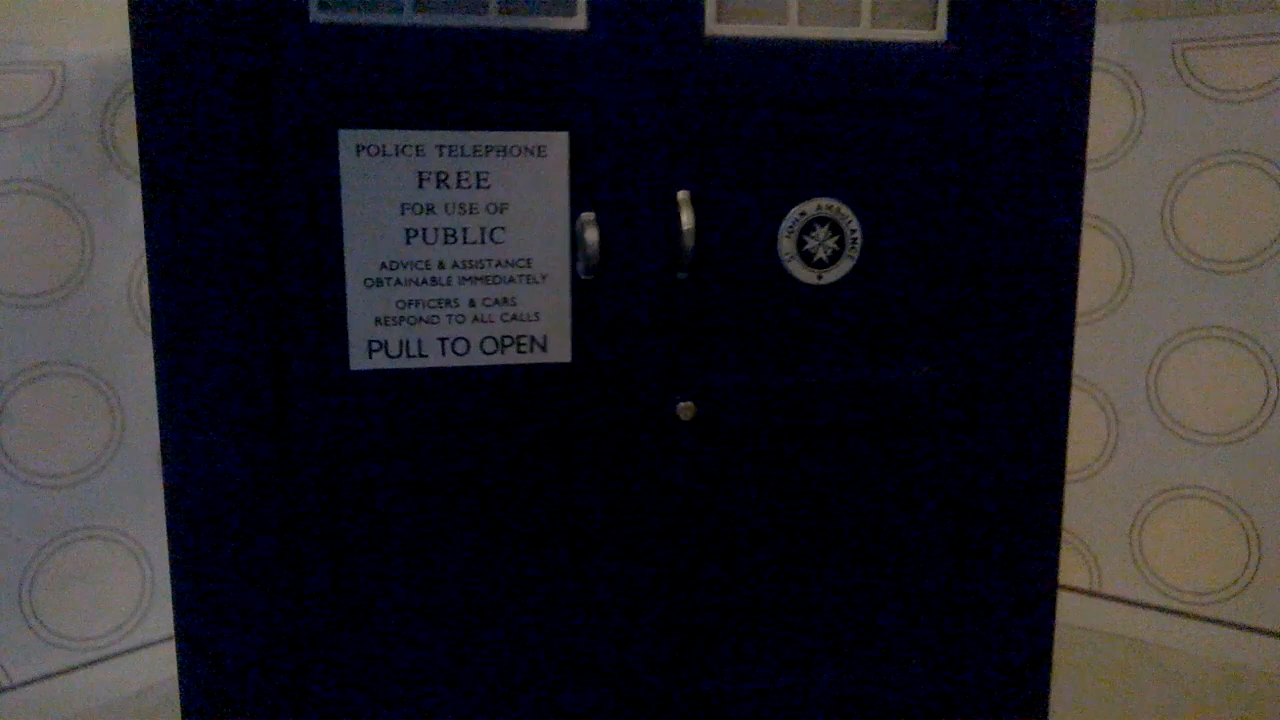 POLICE TELEPHONE
FREE
FOR USE OF
PUBLIC
ADVICE & ASSISTANCE
OBTAINABLE IMMEDIATELY
OFFICERS & CARS
RESPOND TO ALL CALLS
PULL TO OPEN
ST JOHN AMBULANCE